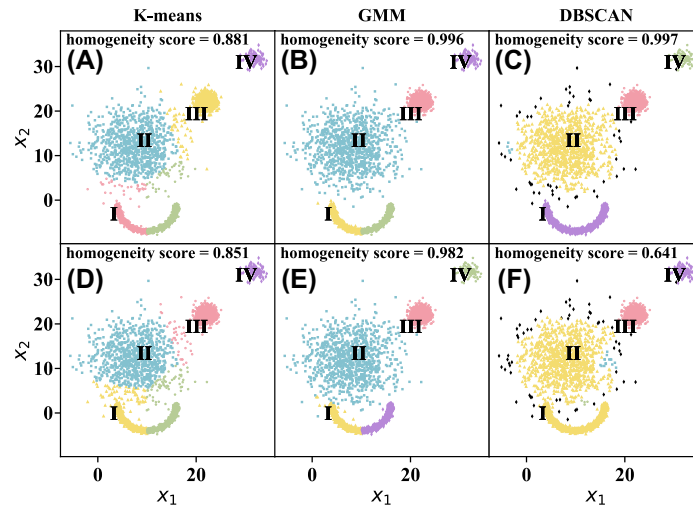 K-means GMM DBSCAN
homogeneity score = 0.881 homogeneity score = 0.996 homogeneity score = 0.997
(A) IV (B) IV (C) IV
30
III III III
20
x2
II II II
10
0
I I I
homogeneity score = 0.851 homogeneity score = 0.982 homogeneity score = 0.641
(D) IV (E) IV (F) IV
30
III III III
20
x2
II II II
10
0
I I I
0 20 0 20 0 20
x1 x1 x1